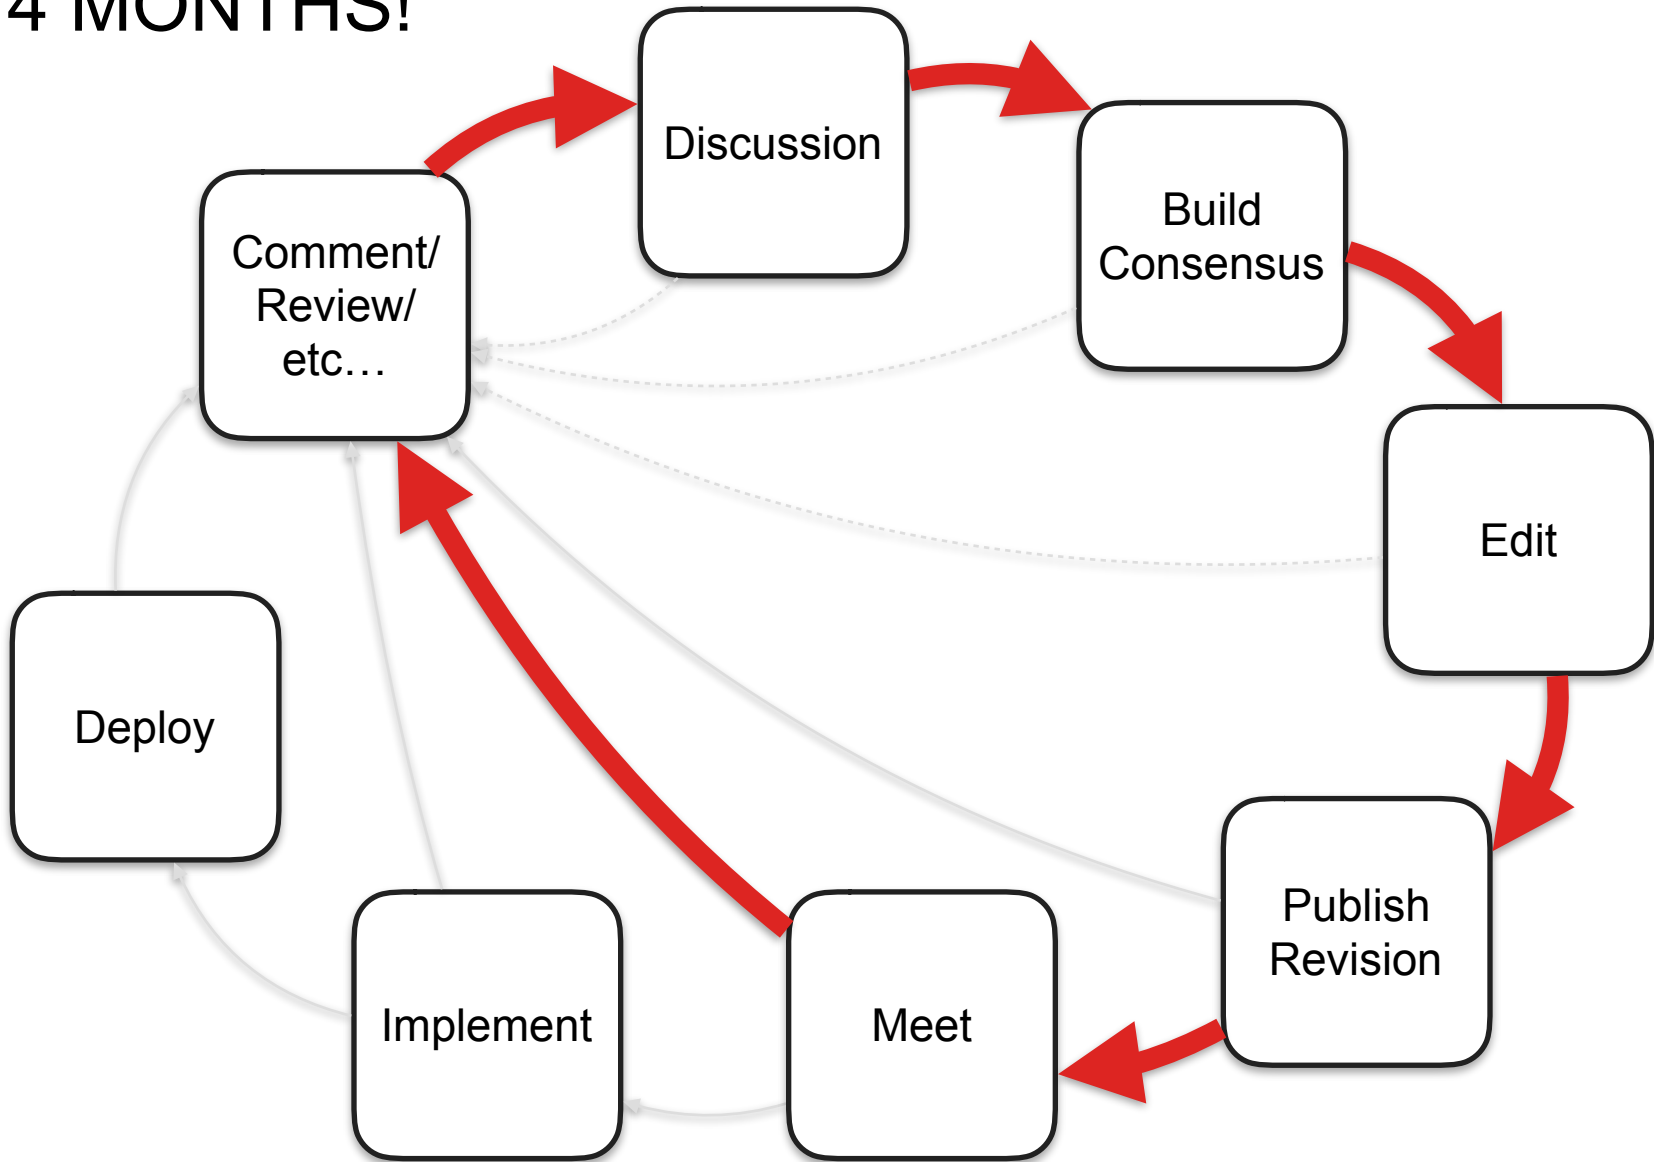 4 MONTHS!
Discussion
Build
Consensus
Comment/
Review/
etc…
Edit
Deploy
Publish
Revision
Implement
Meet